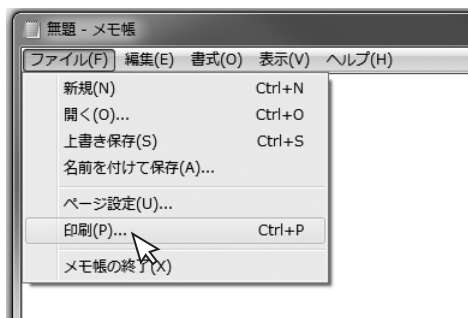 無題 - メモ帳
ファイル(F) 編集(E) 書式(O) 表示(V) ヘルプ(H)
新規(N) Ctrl+N
開く(O)... Ctrl+O
上書き保存(S) Ctrl+S
名前を付けて保存(A)...
ページ設定(U)...
印刷(P)... Ctrl+P
メモ帳の終了(X)